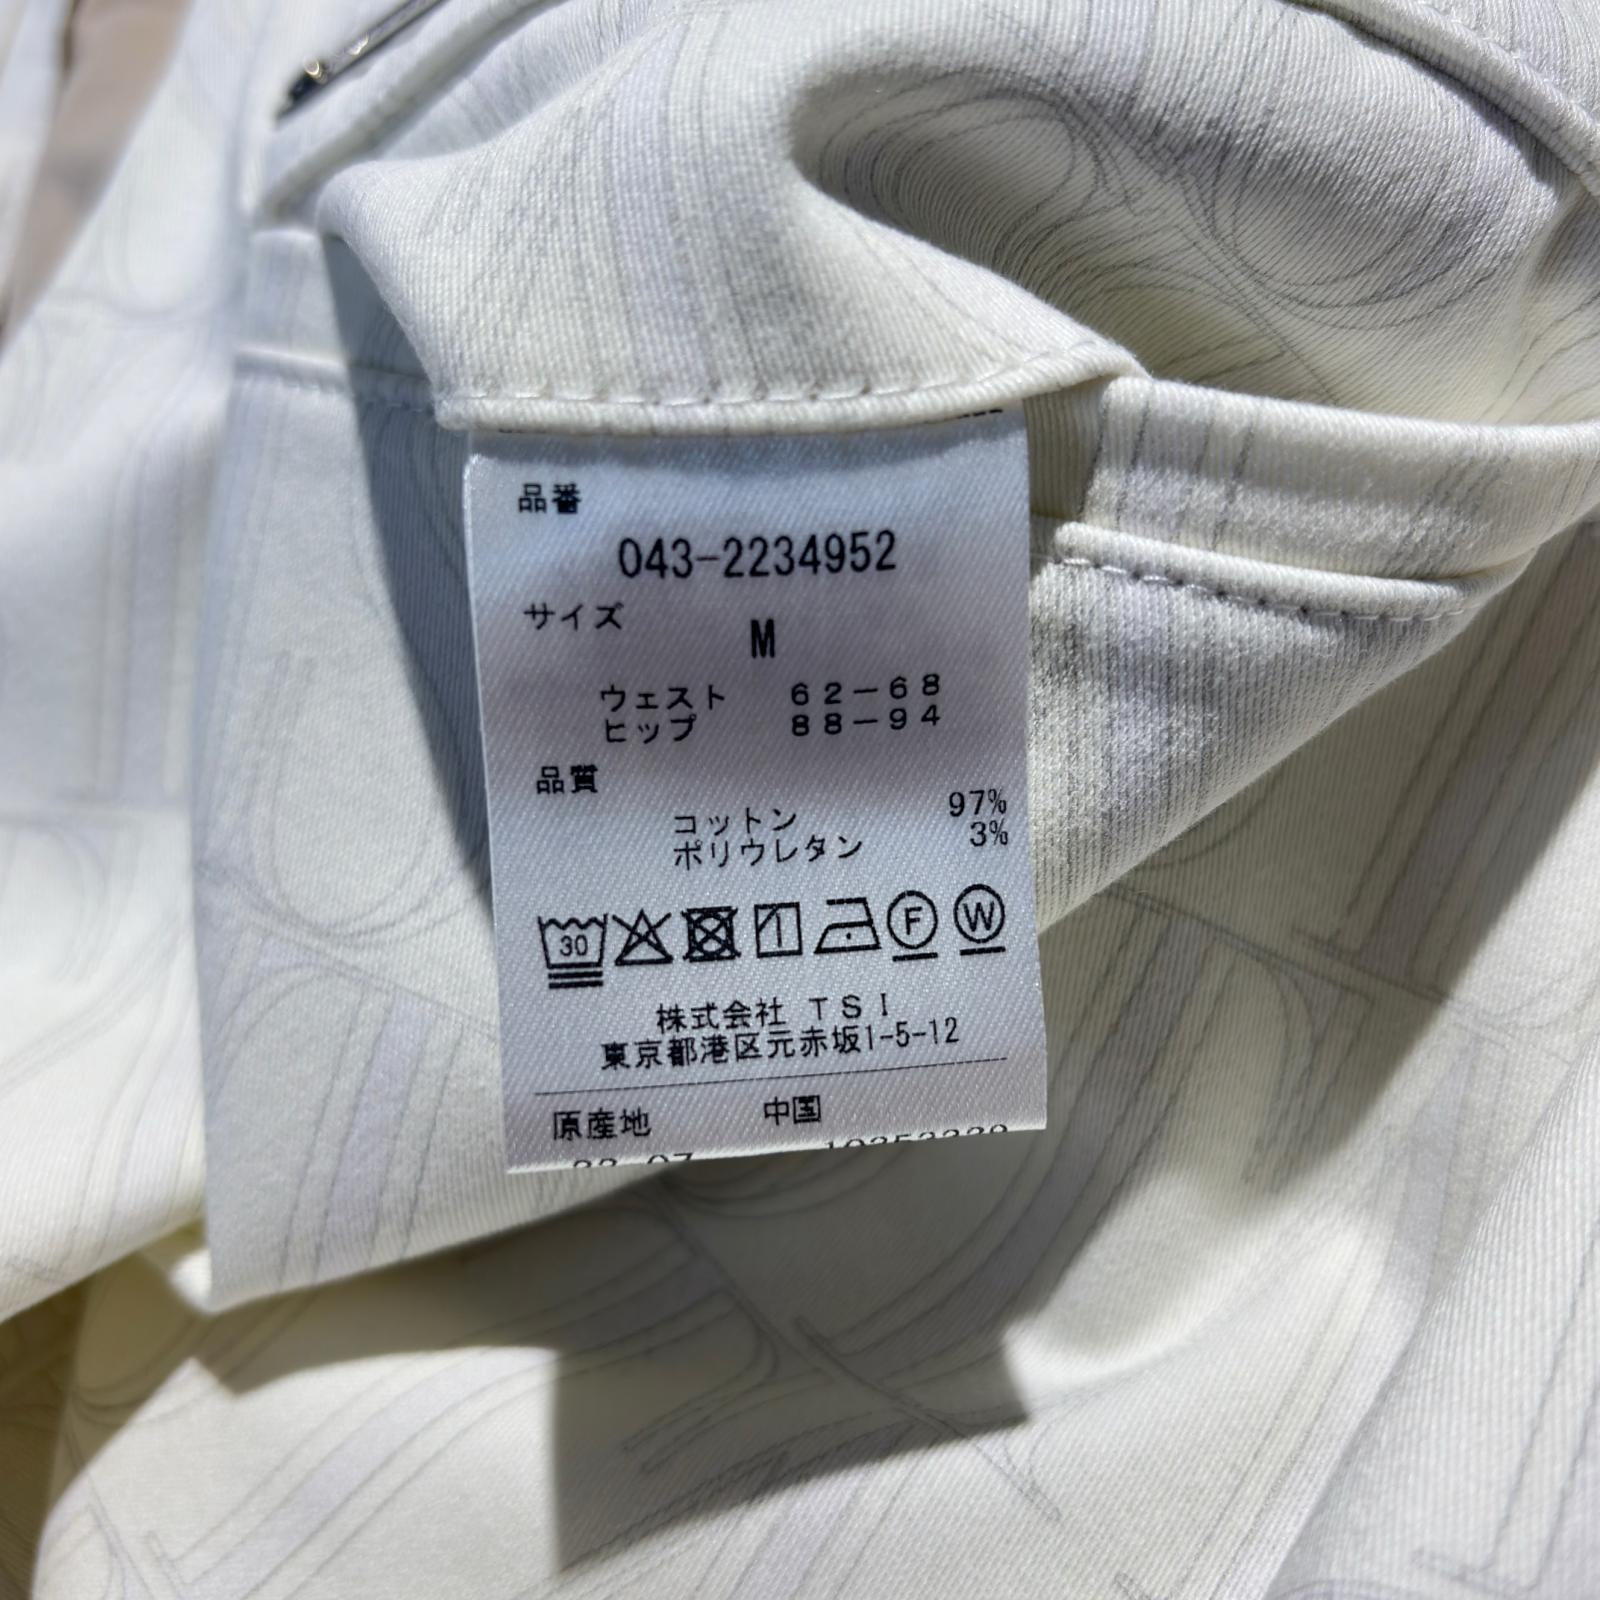 品番
043-2234952
サイズ
M
ウェスト 62-68
ヒップ 88-94
品質
コットン 97%
ポリウレタン 3%
30
F
W
株式会社 TSI
東京都港区元赤坂1-5-12
原産地 中国